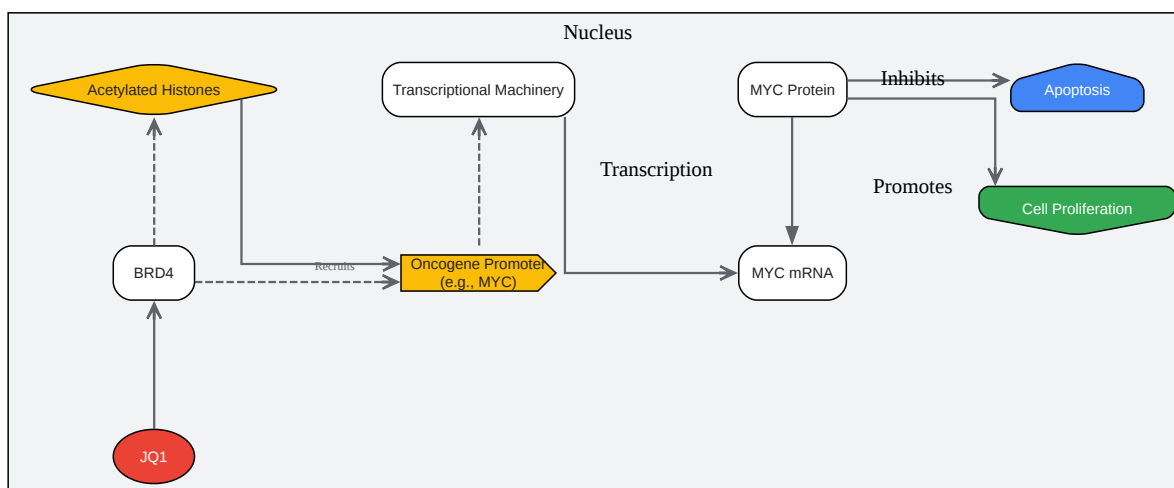 Nucleus
Acetylated Histones
Transcriptional Machinery
MYC Protein
Inhibits
Apoptosis
Transcription
Promotes
Cell Proliferation
BRD4
Recruits
Oncogene Promoter
(e.g., MYC)
MYC mRNA
JQ1